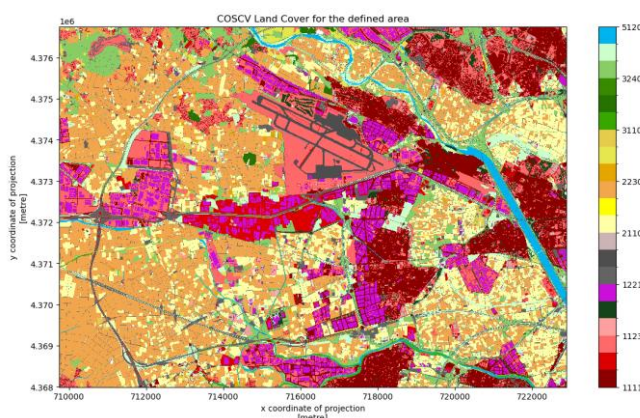 COSCV Land Cover for the defined area
1e6
4.376
4.375
4.374
4.373
4.372
4.371
4.370
4.369
4.368
y coordinate of projection
[metre]
710000 712000 714000 716000 718000 720000 722000
x coordinate of projection
[metre]
5120
3240
3110
2230
2110
1221
1121
1111